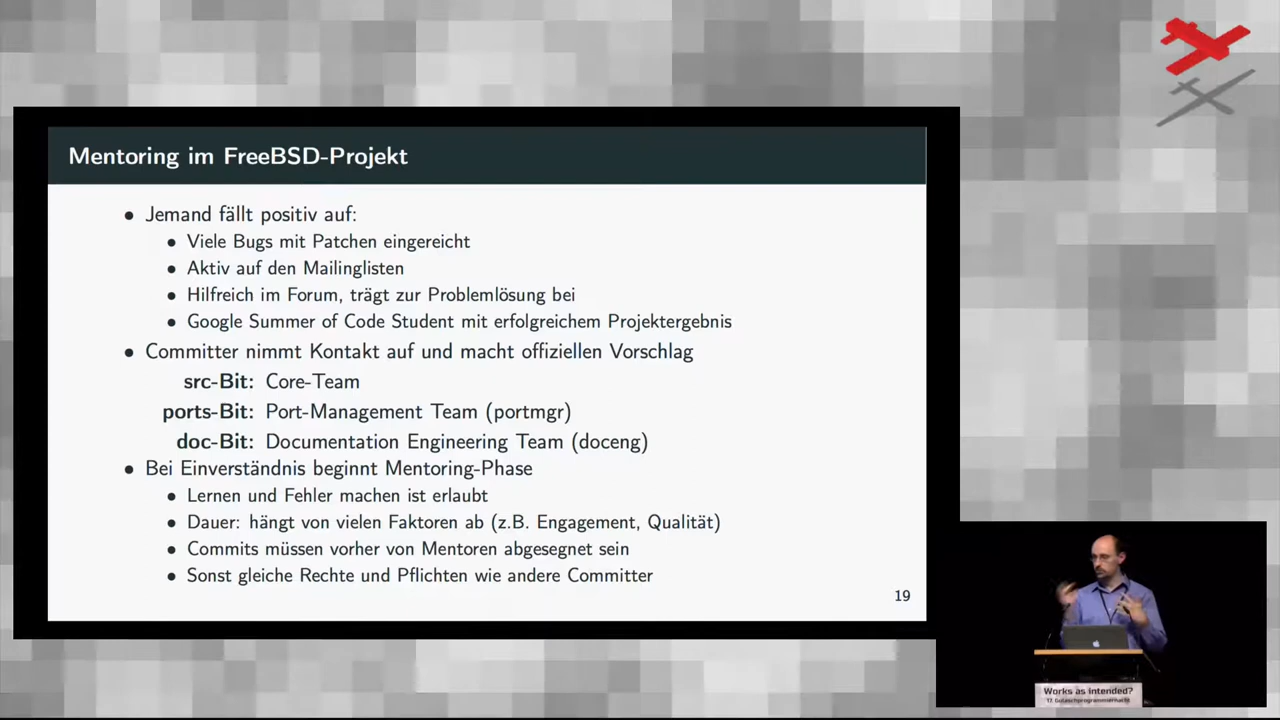 Mentoring im FreeBSD-Projekt
• Jemand fällt positiv auf:
• Viele Bugs mit Patchen eingereicht
• Aktiv auf den Mailinglisten
• Hilfreich im Forum, trägt zur Problemlösung bei
• Google Summer of Code Student mit erfolgreichem Projektergebnis
• Committer nimmt Kontakt auf und macht offiziellen Vorschlag
src-Bit: Core-Team
ports-Bit: Port-Management Team (portmgr)
doc-Bit: Documentation Engineering Team (doceng)
• Bei Einverständnis beginnt Mentoring-Phase
• Lernen und Fehler machen ist erlaubt
• Dauer: hängt von vielen Faktoren ab (z.B. Engagement, Qualität)
• Commits müssen vorher von Mentoren abgesegnet sein
• Sonst gleiche Rechte und Pflichten wie andere Committer
19
Works as intended?
17. Gulaschprogrammiernacht